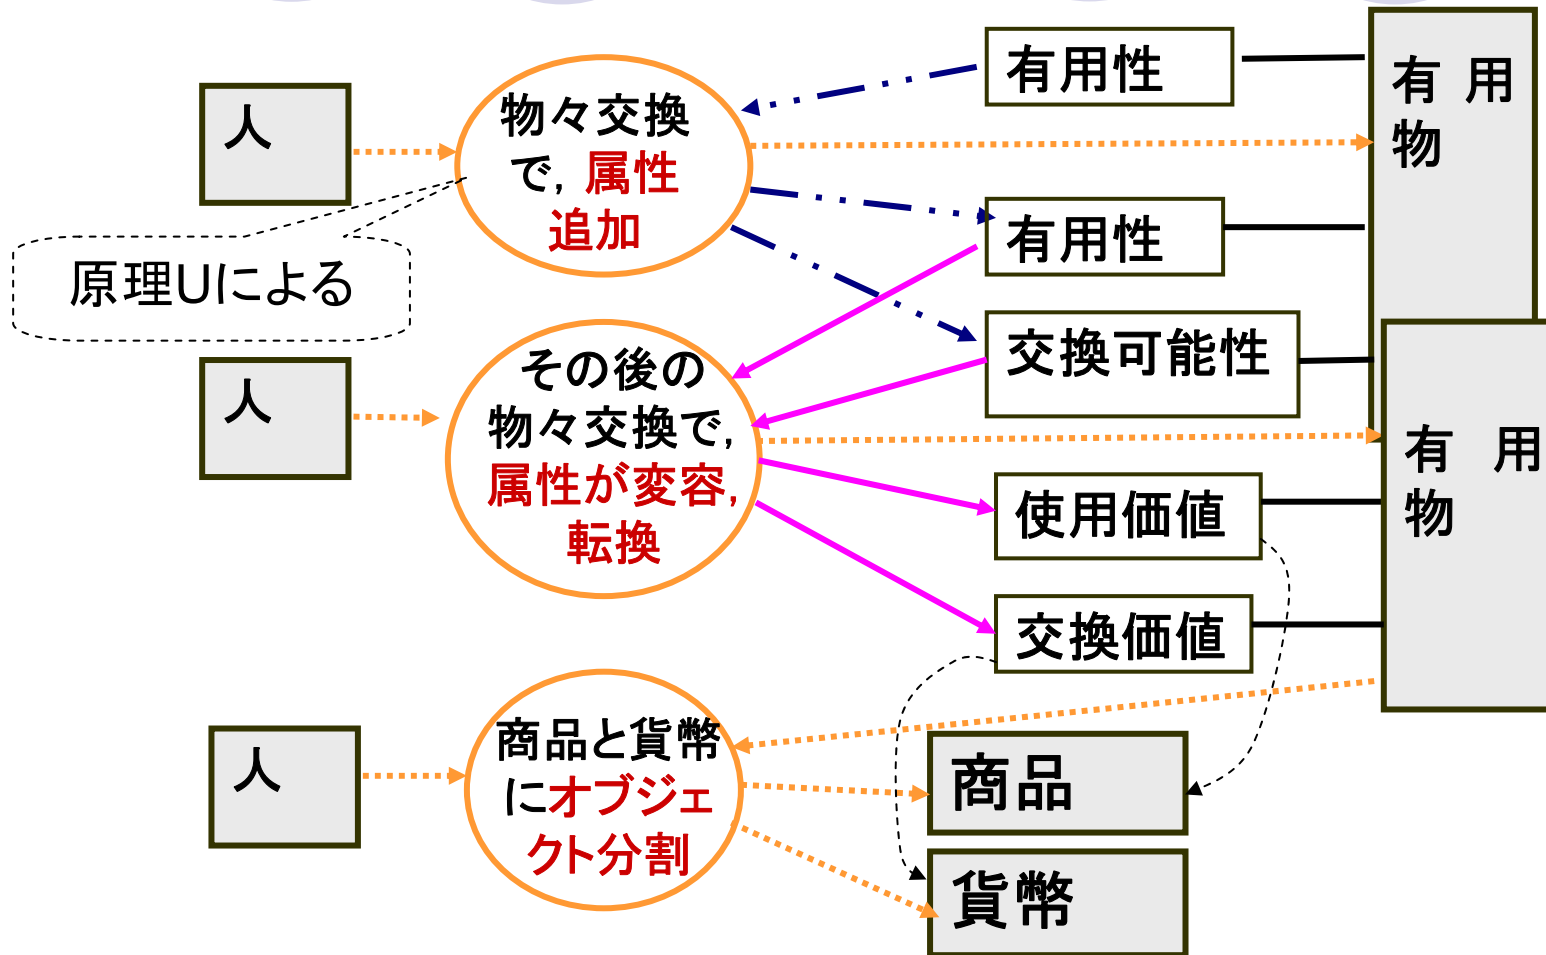 有用性
有 用
物
人
物々交換
で，属性
追加
有用性
原理Uによる
交換可能性
人
その後の
物々交換で，
属性が変容，
転換
有 用
物
使用価値
交換価値
人
商品と貨幣
にオブジェ
クト分割
商品
貨幣